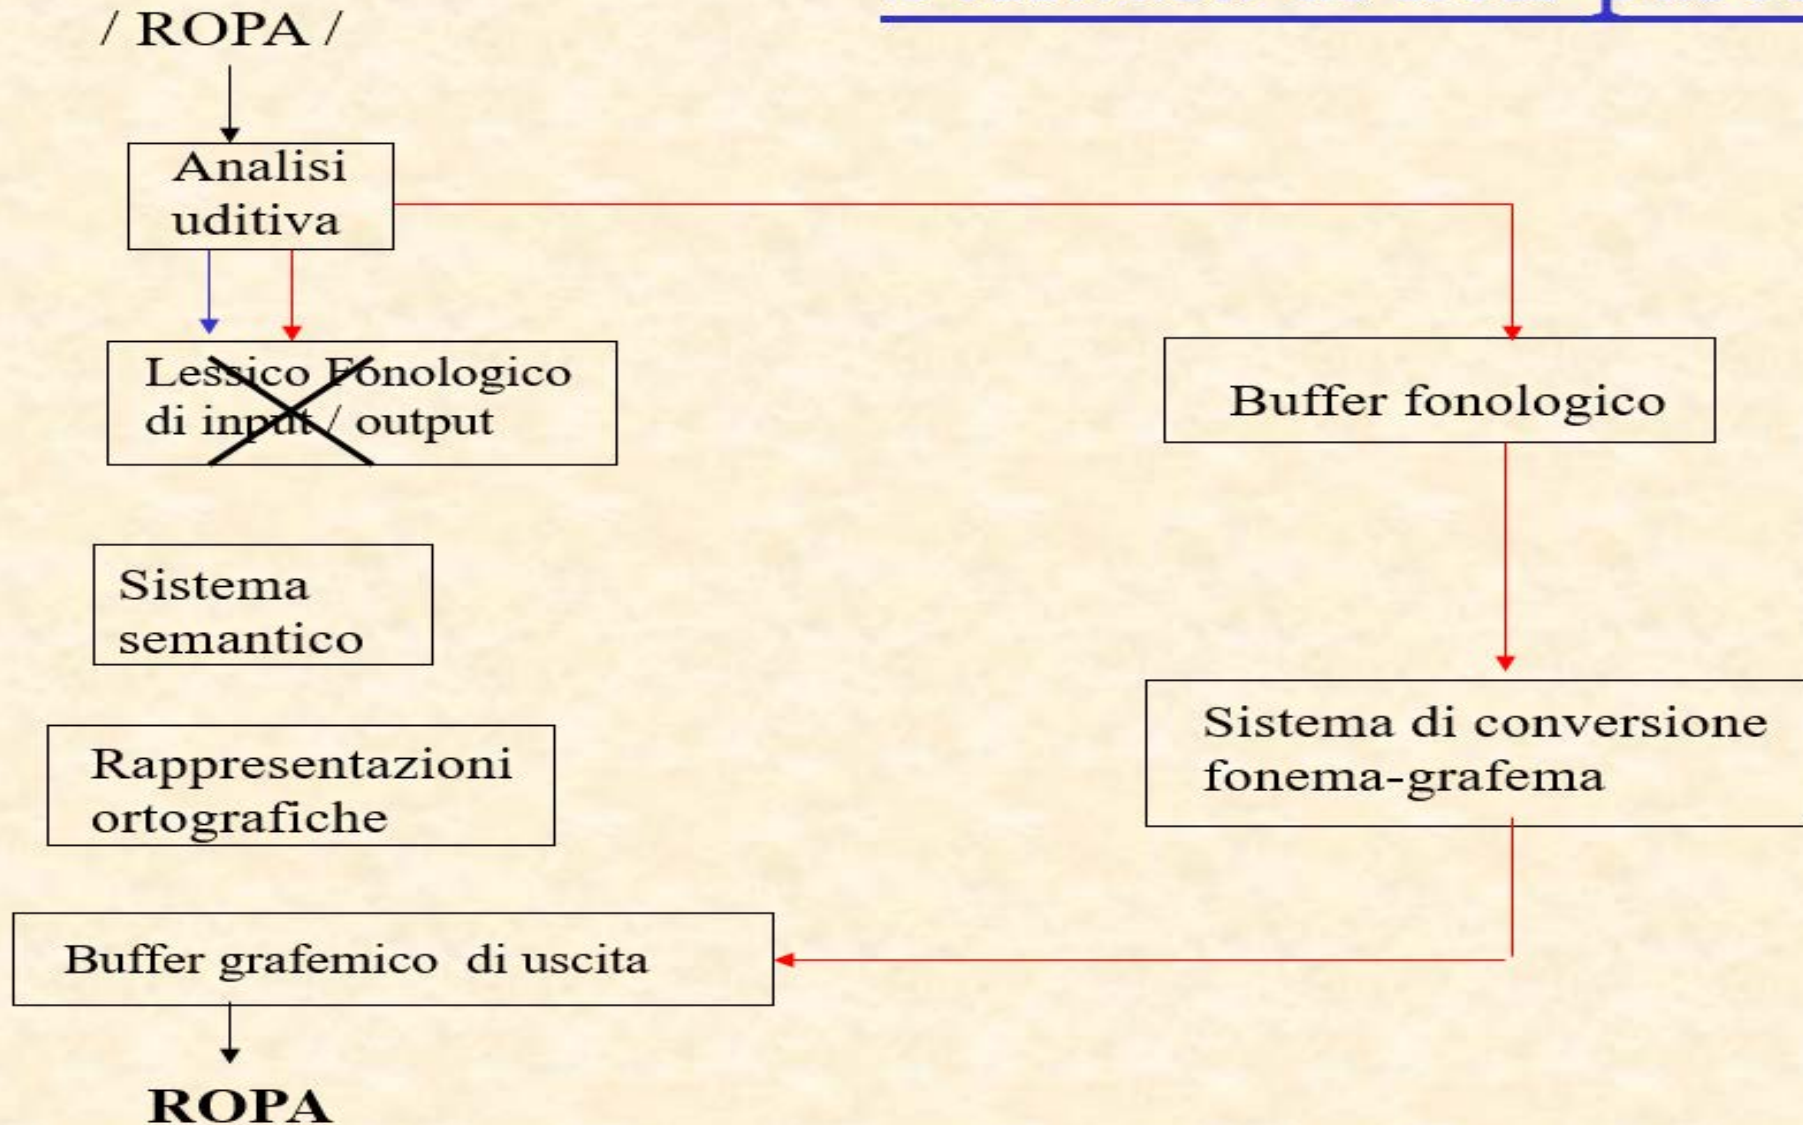 / ROPA /
Analisi
uditiva
Lessico Fonologico
di input / output
Buffer fonologico
Sistema
semantico
Sistema di conversione
fonema-grafema
Rappresentazioni
ortografiche
Buffer grafemico di uscita
ROPA